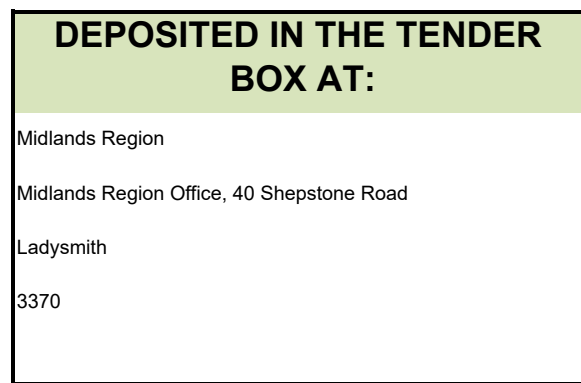 DEPOSITED IN THE TENDER
BOX AT:
Midlands Region
Midlands Region Office, 40 Shepstone Road
Ladysmith
3370